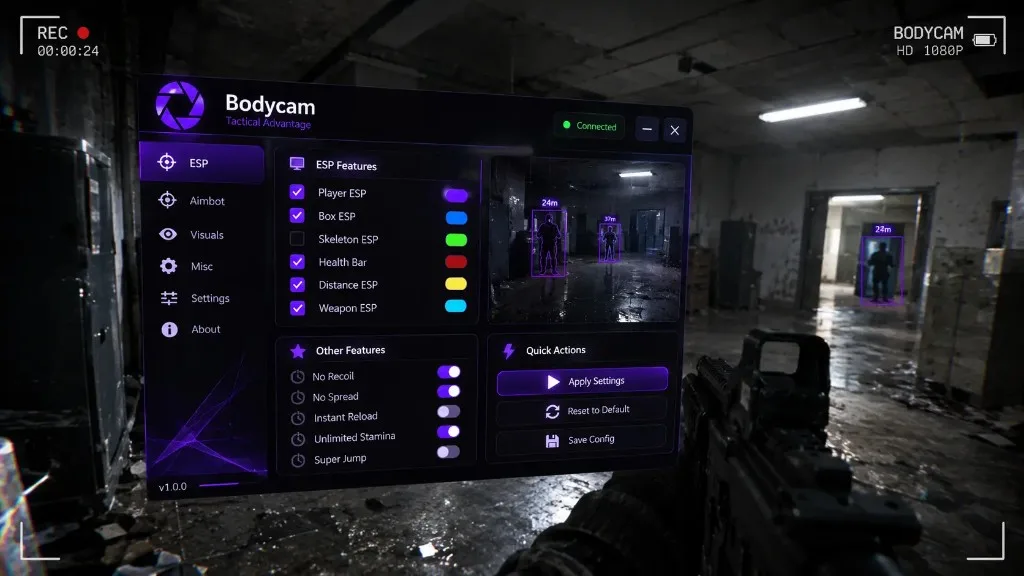 REC
00:00:24
BODYCAM
HD 1080P
Bodycam
Tactical Advantage
Connected
ESP
Aimbot
Visuals
Misc
Settings
About
v1.0.0
ESP Features
Player ESP
Box ESP
Skeleton ESP
Health Bar
Distance ESP
Weapon ESP
24m
37m
Other Features
No Recoil
No Spread
Instant Reload
Unlimited Stamina
Super Jump
Quick Actions
Apply Settings
Reset to Default
Save Config
24m